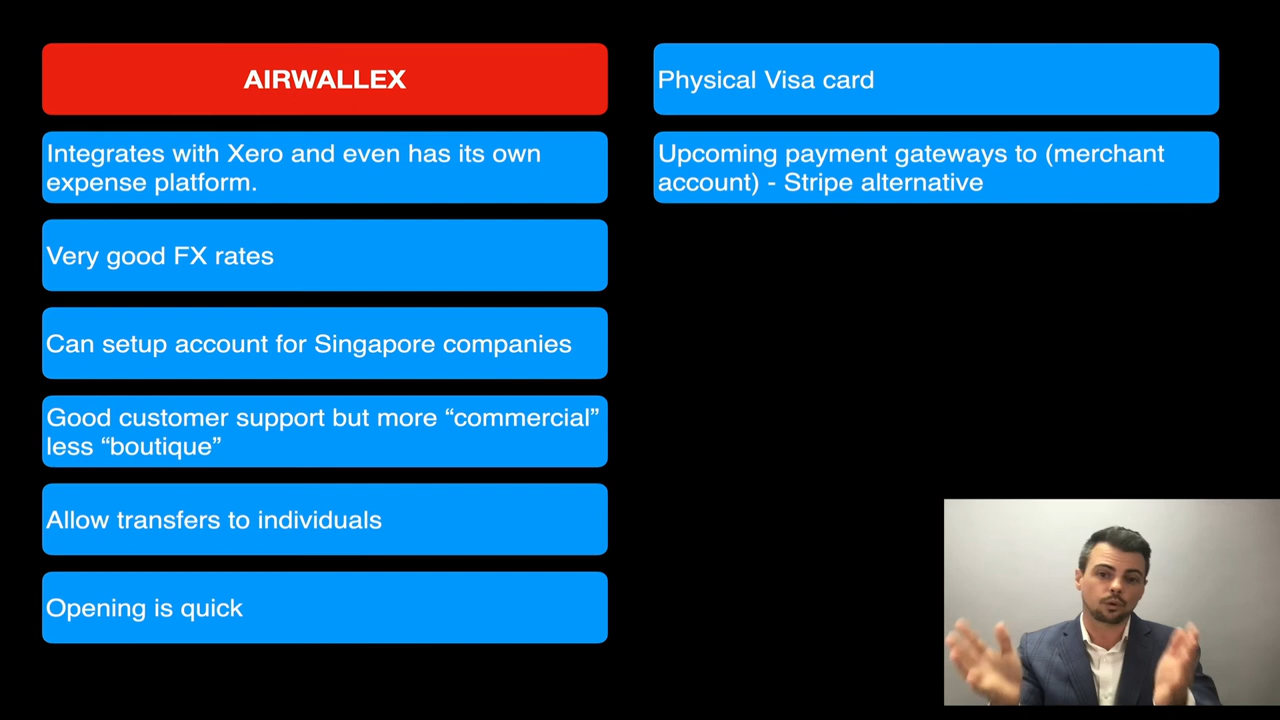 AIRWALLEX
Integrates with Xero and even has its own
expense platform.
Very good FX rates
Can setup account for Singapore companies
Good customer support but more “commercial”
less “boutique”
Allow transfers to individuals
Opening is quick
Physical Visa card
Upcoming payment gateways to (merchant
account) - Stripe alternative